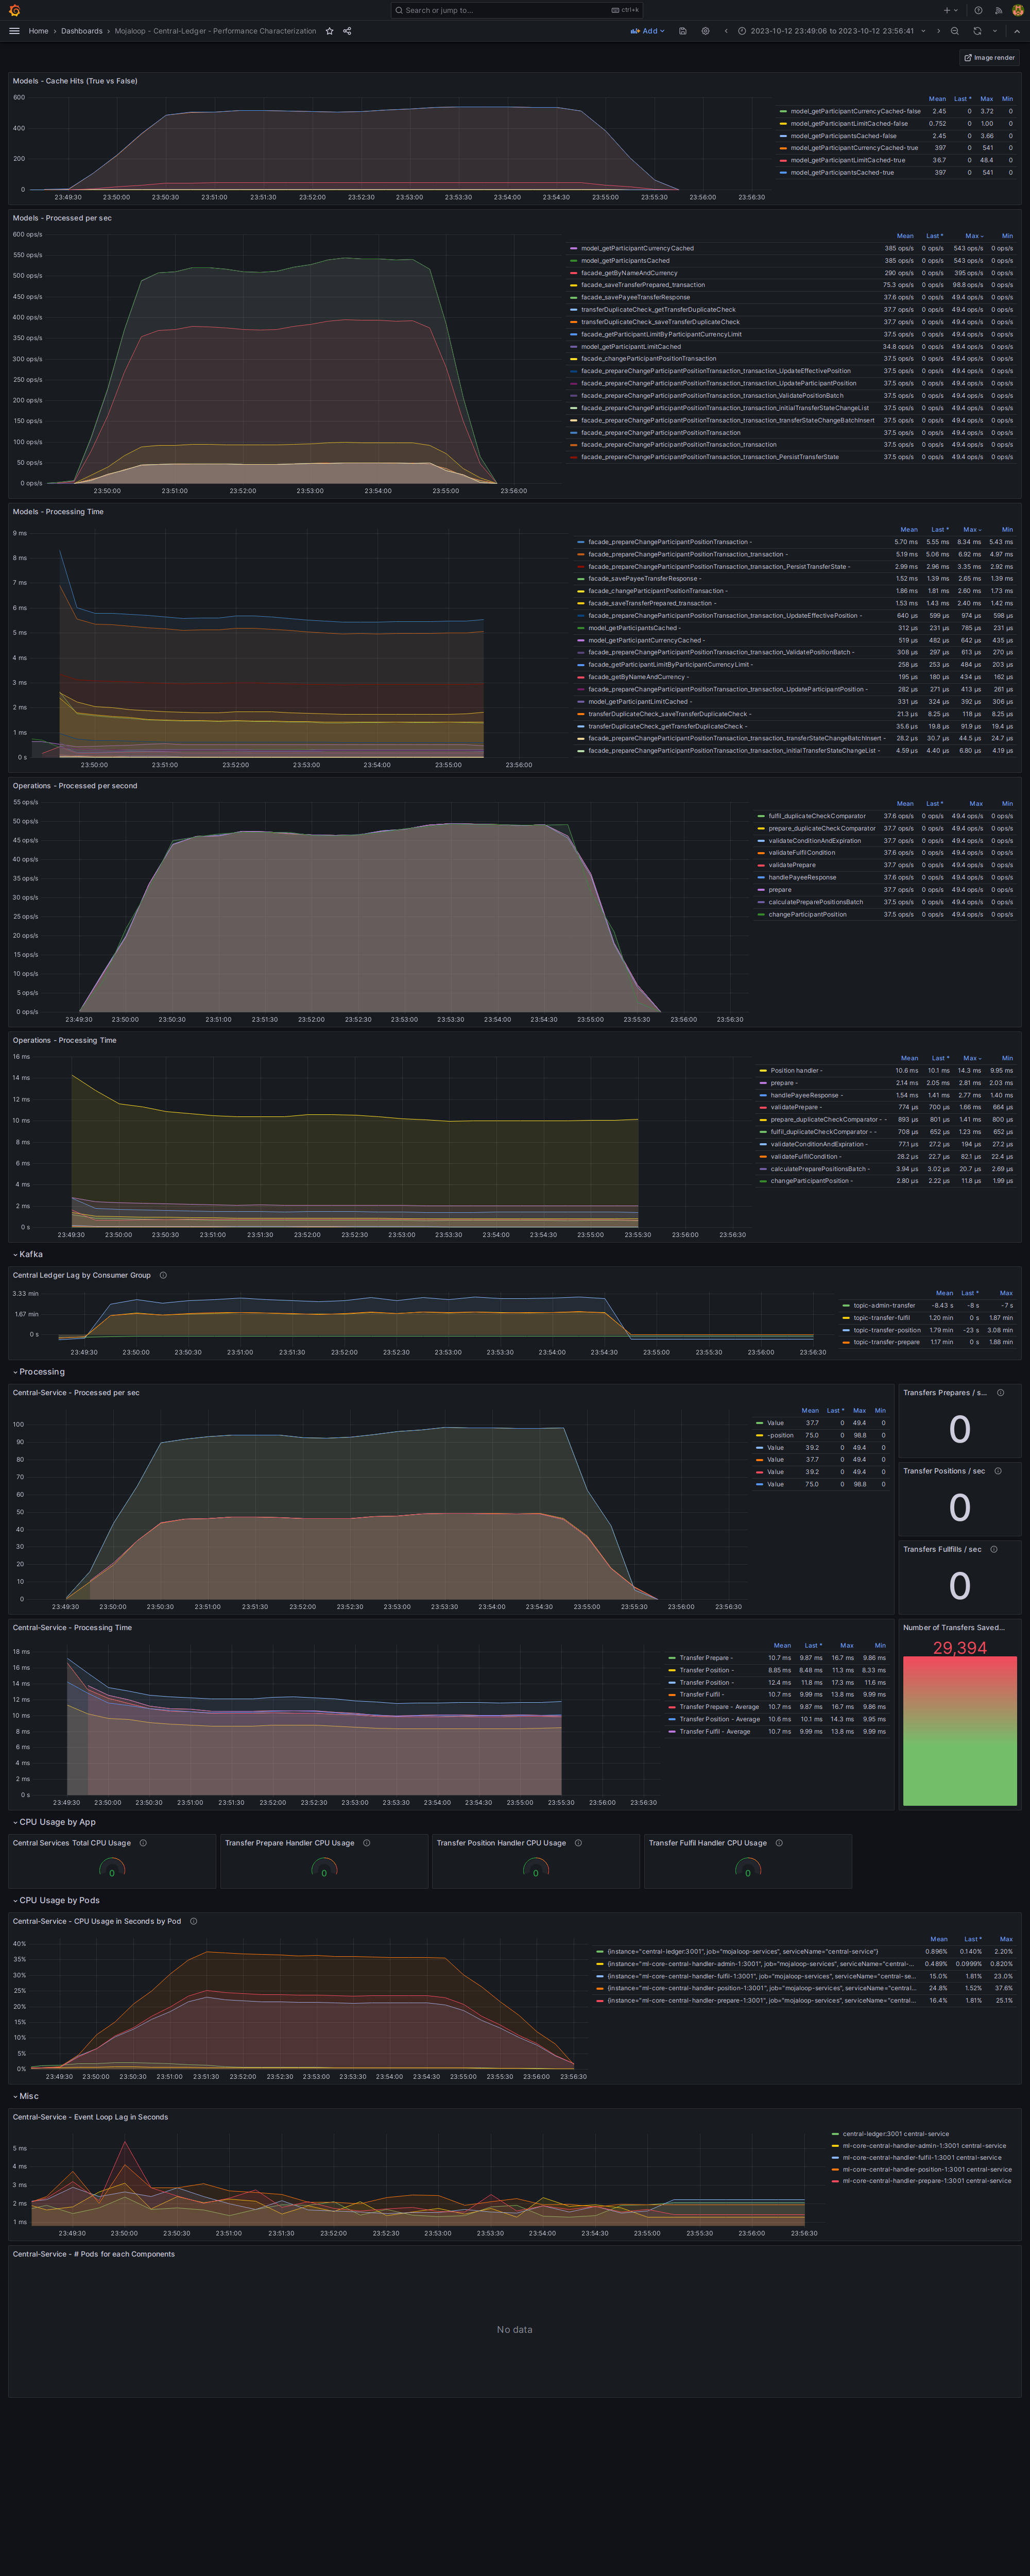 Search or jump to... ctrl+k
Home › Dashboards › Mojaloop - Central-Ledger - Performance Characterization Add 2023-10-12 23:49:06 to 2023-10-12 23:56:41
Image render
Models - Cache Hits (True vs False)
Mean Last * Max Min
model_getParticipantCurrencyCached-false 2.45 0 3.72 0
model_getParticipantLimitCached-false 0.752 0 1.00 0
model_getParticipantsCached-false 2.45 0 3.66 0
model_getParticipantCurrencyCached-true 397 0 541 0
model_getParticipantLimitCached-true 36.7 0 48.4 0
model_getParticipantsCached-true 397 0 541 0
600
400
200
0
23:49:30 23:50:00 23:50:30 23:51:00 23:51:30 23:52:00 23:52:30 23:53:00 23:53:30 23:54:00 23:54:30 23:55:00 23:55:30 23:56:00 23:56:30
Models - Processed per sec
Mean Last * Max Min
model_getParticipantCurrencyCached 385 ops/s 0 ops/s 543 ops/s 0 ops/s
model_getParticipantsCached 385 ops/s 0 ops/s 543 ops/s 0 ops/s
facade_getByNameAndCurrency 290 ops/s 0 ops/s 395 ops/s 0 ops/s
facade_saveTransferPrepared_transaction 75.3 ops/s 0 ops/s 98.8 ops/s 0 ops/s
facade_savePayeeTransferResponse 37.6 ops/s 0 ops/s 49.4 ops/s 0 ops/s
transferDuplicateCheck_getTransferDuplicateCheck 37.7 ops/s 0 ops/s 49.4 ops/s 0 ops/s
transferDuplicateCheck_saveTransferDuplicateCheck 37.7 ops/s 0 ops/s 49.4 ops/s 0 ops/s
facade_getParticipantLimitByParticipantCurrencyLimit 37.5 ops/s 0 ops/s 49.4 ops/s 0 ops/s
model_getParticipantLimitCached 34.8 ops/s 0 ops/s 49.4 ops/s 0 ops/s
facade_changeParticipantPositionTransaction 37.5 ops/s 0 ops/s 49.4 ops/s 0 ops/s
facade_prepareChangeParticipantPositionTransaction_transaction_UpdateEffectivePosition 37.5 ops/s 0 ops/s 49.4 ops/s 0 ops/s
facade_prepareChangeParticipantPositionTransaction_transaction_UpdateParticipantPosition 37.5 ops/s 0 ops/s 49.4 ops/s 0 ops/s
facade_prepareChangeParticipantPositionTransaction_transaction_ValidatePositionBatch 37.5 ops/s 0 ops/s 49.4 ops/s 0 ops/s
facade_prepareChangeParticipantPositionTransaction_transaction_initialTransferStateChangeList 37.5 ops/s 0 ops/s 49.4 ops/s 0 ops/s
facade_prepareChangeParticipantPositionTransaction_transaction_transferStateChangeBatchInsert 37.5 ops/s 0 ops/s 49.4 ops/s 0 ops/s
facade_prepareChangeParticipantPositionTransaction 37.5 ops/s 0 ops/s 49.4 ops/s 0 ops/s
facade_prepareChangeParticipantPositionTransaction_transaction 37.5 ops/s 0 ops/s 49.4 ops/s 0 ops/s
facade_prepareChangeParticipantPositionTransaction_transaction_PersistTransferState 37.5 ops/s 0 ops/s 49.4 ops/s 0 ops/s
600 ops/s
550 ops/s
500 ops/s
450 ops/s
400 ops/s
350 ops/s
300 ops/s
250 ops/s
200 ops/s
150 ops/s
100 ops/s
50 ops/s
0 ops/s
23:50:00 23:51:00 23:52:00 23:53:00 23:54:00 23:55:00 23:56:00
Models - Processing Time
Mean Last * Max Min
facade_prepareChangeParticipantPositionTransaction - 5.70 ms 5.55 ms 8.34 ms 5.43 ms
facade_prepareChangeParticipantPositionTransaction_transaction - 5.19 ms 5.06 ms 6.92 ms 4.97 ms
facade_prepareChangeParticipantPositionTransaction_transaction_PersistTransferState - 2.99 ms 2.96 ms 3.35 ms 2.92 ms
facade_savePayeeTransferResponse - 1.52 ms 1.39 ms 2.65 ms 1.39 ms
facade_changeParticipantPositionTransaction - 1.86 ms 1.81 ms 2.60 ms 1.73 ms
facade_saveTransferPrepared_transaction - 1.53 ms 1.43 ms 2.40 ms 1.42 ms
facade_prepareChangeParticipantPositionTransaction_transaction_UpdateEffectivePosition - 640 µs 599 µs 974 µs 598 µs
model_getParticipantsCached - 312 µs 231 µs 785 µs 231 µs
model_getParticipantCurrencyCached - 519 µs 482 µs 642 µs 435 µs
facade_prepareChangeParticipantPositionTransaction_transaction_ValidatePositionBatch - 308 µs 297 µs 613 µs 270 µs
facade_getParticipantLimitByParticipantCurrencyLimit - 258 µs 253 µs 484 µs 203 µs
facade_getByNameAndCurrency - 195 µs 180 µs 434 µs 162 µs
facade_prepareChangeParticipantPositionTransaction_transaction_UpdateParticipantPosition - 282 µs 271 µs 413 µs 261 µs
model_getParticipantLimitCached - 331 µs 324 µs 392 µs 306 µs
transferDuplicateCheck_saveTransferDuplicateCheck - 21.3 µs 8.25 µs 118 µs 8.25 µs
transferDuplicateCheck_getTransferDuplicateCheck - 35.6 µs 19.8 µs 91.9 µs 19.4 µs
facade_prepareChangeParticipantPositionTransaction_transaction_transferStateChangeBatchInsert - 28.2 µs 30.7 µs 44.5 µs 24.7 µs
facade_prepareChangeParticipantPositionTransaction_transaction_initialTransferStateChangeList - 4.59 µs 4.40 µs 6.80 µs 4.19 µs
9 ms
8 ms
7 ms
6 ms
5 ms
4 ms
3 ms
2 ms
1 ms
0 s
23:50:00 23:51:00 23:52:00 23:53:00 23:54:00 23:55:00 23:56:00
Operations - Processed per second
Mean Last * Max Min
fulfil_duplicateCheckComparator 37.6 ops/s 0 ops/s 49.4 ops/s 0 ops/s
prepare_duplicateCheckComparator 37.7 ops/s 0 ops/s 49.4 ops/s 0 ops/s
validateConditionAndExpiration 37.7 ops/s 0 ops/s 49.4 ops/s 0 ops/s
validateFulfilCondition 37.6 ops/s 0 ops/s 49.4 ops/s 0 ops/s
validatePrepare 37.7 ops/s 0 ops/s 49.4 ops/s 0 ops/s
handlePayeeResponse 37.6 ops/s 0 ops/s 49.4 ops/s 0 ops/s
prepare 37.7 ops/s 0 ops/s 49.4 ops/s 0 ops/s
calculatePreparePositionsBatch 37.5 ops/s 0 ops/s 49.4 ops/s 0 ops/s
changeParticipantPosition 37.5 ops/s 0 ops/s 49.4 ops/s 0 ops/s
55 ops/s
50 ops/s
45 ops/s
40 ops/s
35 ops/s
30 ops/s
25 ops/s
20 ops/s
15 ops/s
10 ops/s
5 ops/s
0 ops/s
23:49:30 23:50:00 23:50:30 23:51:00 23:51:30 23:52:00 23:52:30 23:53:00 23:53:30 23:54:00 23:54:30 23:55:00 23:55:30 23:56:00 23:56:30
Operations - Processing Time
Mean Last * Max Min
Position handler - 10.6 ms 10.1 ms 14.3 ms 9.95 ms
prepare - 2.14 ms 2.05 ms 2.81 ms 2.03 ms
handlePayeeResponse - 1.54 ms 1.41 ms 2.77 ms 1.40 ms
validatePrepare - 774 µs 700 µs 1.66 ms 664 µs
prepare_duplicateCheckComparator - - 893 µs 801 µs 1.41 ms 800 µs
fulfil_duplicateCheckComparator - - 708 µs 652 µs 1.23 ms 652 µs
validateConditionAndExpiration - 77.1 µs 27.2 µs 194 µs 27.2 µs
validateFulfilCondition - 28.2 µs 22.7 µs 82.1 µs 22.4 µs
calculatePreparePositionsBatch - 3.94 µs 3.02 µs 20.7 µs 2.69 µs
changeParticipantPosition - 2.80 µs 2.22 µs 11.8 µs 1.99 µs
16 ms
14 ms
12 ms
10 ms
8 ms
6 ms
4 ms
2 ms
0 s
23:49:30 23:50:00 23:50:30 23:51:00 23:51:30 23:52:00 23:52:30 23:53:00 23:53:30 23:54:00 23:54:30 23:55:00 23:55:30 23:56:00 23:56:30
Kafka
Central Ledger Lag by Consumer Group
Mean Last * Max
topic-admin-transfer -8.43 s -8 s -7 s
topic-transfer-fulfil 1.20 min 0 s 1.87 min
topic-transfer-position 1.79 min -23 s 3.08 min
topic-transfer-prepare 1.17 min 0 s 1.88 min
3.33 min
1.67 min
0 s
23:49:30 23:50:00 23:50:30 23:51:00 23:51:30 23:52:00 23:52:30 23:53:00 23:53:30 23:54:00 23:54:30 23:55:00 23:55:30 23:56:00 23:56:30
Processing
Central-Service - Processed per sec
Mean Last * Max Min
Value 37.7 0 49.4 0
-position 75.0 0 98.8 0
Value 39.2 0 49.4 0
Value 37.7 0 49.4 0
Value 39.2 0 49.4 0
Value 75.0 0 98.8 0
100
90
80
70
60
50
40
30
20
10
0
23:49:30 23:50:00 23:50:30 23:51:00 23:51:30 23:52:00 23:52:30 23:53:00 23:53:30 23:54:00 23:54:30 23:55:00 23:55:30 23:56:00 23:56:30
Transfers Prepares / s...
0
Transfer Positions / sec
0
Transfers Fullfills / sec
0
Central-Service - Processing Time
Mean Last * Max Min
Transfer Prepare - 10.7 ms 9.87 ms 16.7 ms 9.86 ms
Transfer Position - 8.85 ms 8.48 ms 11.3 ms 8.33 ms
Transfer Position - 12.4 ms 11.8 ms 17.3 ms 11.6 ms
Transfer Fulfil - 10.7 ms 9.99 ms 13.8 ms 9.99 ms
Transfer Prepare - Average 10.7 ms 9.87 ms 16.7 ms 9.86 ms
Transfer Position - Average 10.6 ms 10.1 ms 14.3 ms 9.95 ms
Transfer Fulfil - Average 10.7 ms 9.99 ms 13.8 ms 9.99 ms
18 ms
16 ms
14 ms
12 ms
10 ms
8 ms
6 ms
4 ms
2 ms
0 s
23:49:30 23:50:00 23:50:30 23:51:00 23:51:30 23:52:00 23:52:30 23:53:00 23:53:30 23:54:00 23:54:30 23:55:00 23:55:30 23:56:00 23:56:30
Number of Transfers Saved...
29,394
CPU Usage by App
Central Services Total CPU Usage
0
Transfer Prepare Handler CPU Usage
0
Transfer Position Handler CPU Usage
0
Transfer Fulfil Handler CPU Usage
0
CPU Usage by Pods
Central-Service - CPU Usage in Seconds by Pod
Mean Last * Max
{instance="central-ledger:3001", job="mojaloop-services", serviceName="central-service"} 0.896% 0.140% 2.20%
{instance="ml-core-central-handler-admin-1:3001", job="mojaloop-services", serviceName="central-... 0.489% 0.0999% 0.820%
{instance="ml-core-central-handler-fulfil-1:3001", job="mojaloop-services", serviceName="central-se... 15.0% 1.81% 23.0%
{instance="ml-core-central-handler-position-1:3001", job="mojaloop-services", serviceName="centra... 24.8% 1.52% 37.6%
{instance="ml-core-central-handler-prepare-1:3001", job="mojaloop-services", serviceName="central... 16.4% 1.81% 25.1%
40%
35%
30%
25%
20%
15%
10%
5%
0%
23:49:30 23:50:00 23:50:30 23:51:00 23:51:30 23:52:00 23:52:30 23:53:00 23:53:30 23:54:00 23:54:30 23:55:00 23:55:30 23:56:00 23:56:30
Misc
Central-Service - Event Loop Lag in Seconds
central-ledger:3001 central-service
ml-core-central-handler-admin-1:3001 central-service
ml-core-central-handler-fulfil-1:3001 central-service
ml-core-central-handler-position-1:3001 central-service
ml-core-central-handler-prepare-1:3001 central-service
5 ms
4 ms
3 ms
2 ms
1 ms
23:49:30 23:50:00 23:50:30 23:51:00 23:51:30 23:52:00 23:52:30 23:53:00 23:53:30 23:54:00 23:54:30 23:55:00 23:55:30 23:56:00 23:56:30
Central-Service - # Pods for each Components
No data